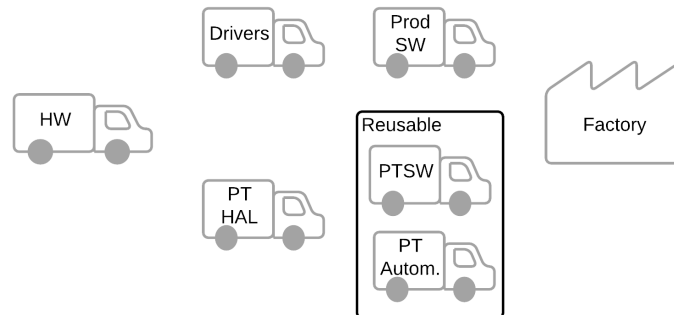 HW
Drivers
Prod
SW
Factory
PT
HAL
Reusable
PTSW
PT
Autom.